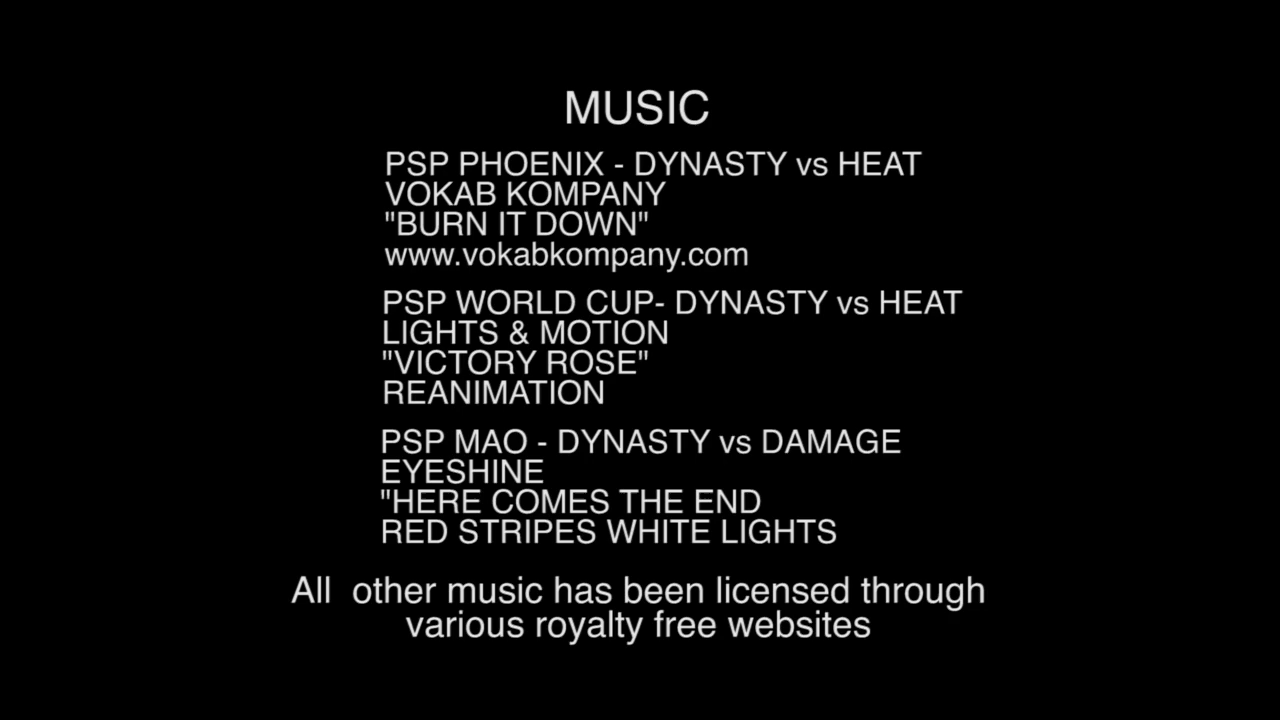 MUSIC
PSP PHOENIX - DYNASTY vs HEAT
VOKAB KOMPANY
"BURN IT DOWN"
www.vokabkompany.com
PSP WORLD CUP- DYNASTY vs HEAT
LIGHTS & MOTION
"VICTORY ROSE"
REANIMATION
PSP MAO - DYNASTY vs DAMAGE
EYESHINE
"HERE COMES THE END
RED STRIPES WHITE LIGHTS
All  other music has been licensed through
various royalty free websites